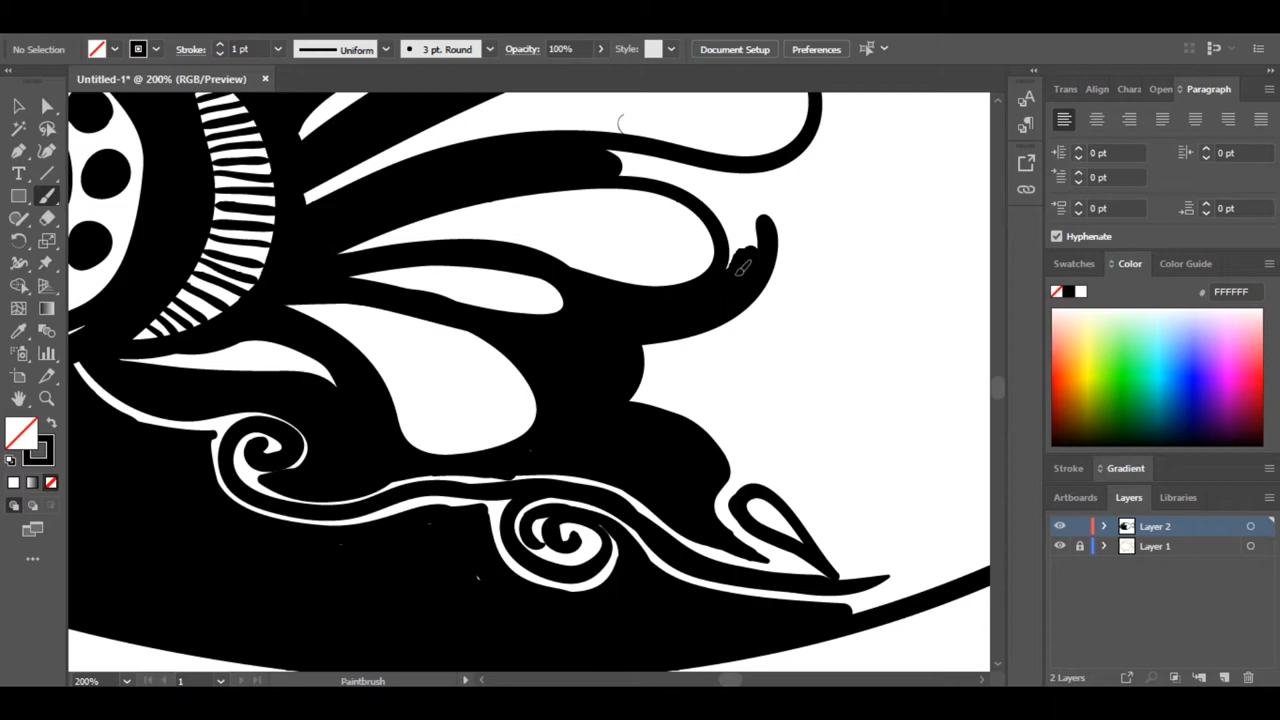 No Selection Stroke: 1 pt Uniform 3 pt. Round Opacity: 100% Style: Document Setup Preferences
Untitled-1* @ 200% (RGB/Preview) ×
Trans Align Chara Open Paragraph
0 pt 0 pt
0 pt
0 pt 0 pt
Hyphenate
Swatches Color Color Guide
# FFFFFF
Stroke Gradient
Artboards Layers Libraries
Layer 2
Layer 1
200% 1 Paintbrush 2 Layers